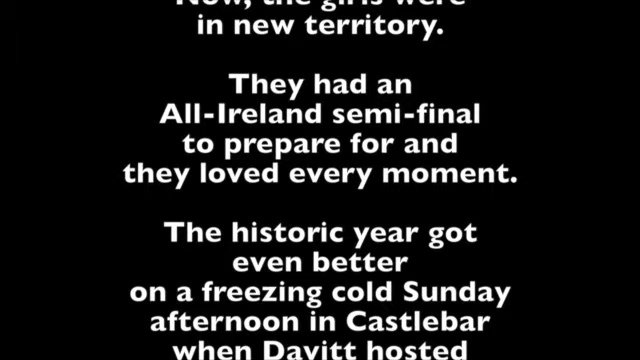 Now, the girls were
in new territory.
They had an
All-Ireland semi-final
to prepare for and
they loved every moment.
The historic year got
even better
on a freezing cold Sunday
afternoon in Castlebar
when Davitt hosted